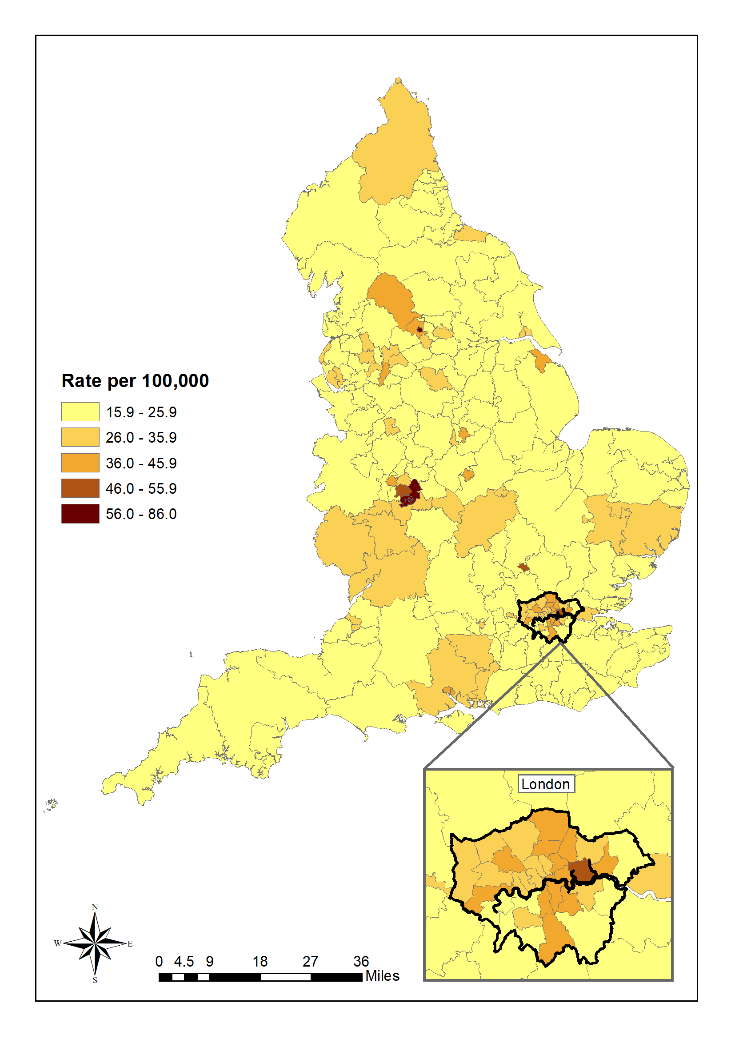 Rate per 100,000
15.9 - 25.9
26.0 - 35.9
36.0 - 45.9
46.0 - 55.9
56.0 - 86.0
London
N
W E
S
0 4.5 9 18 27 36
Miles